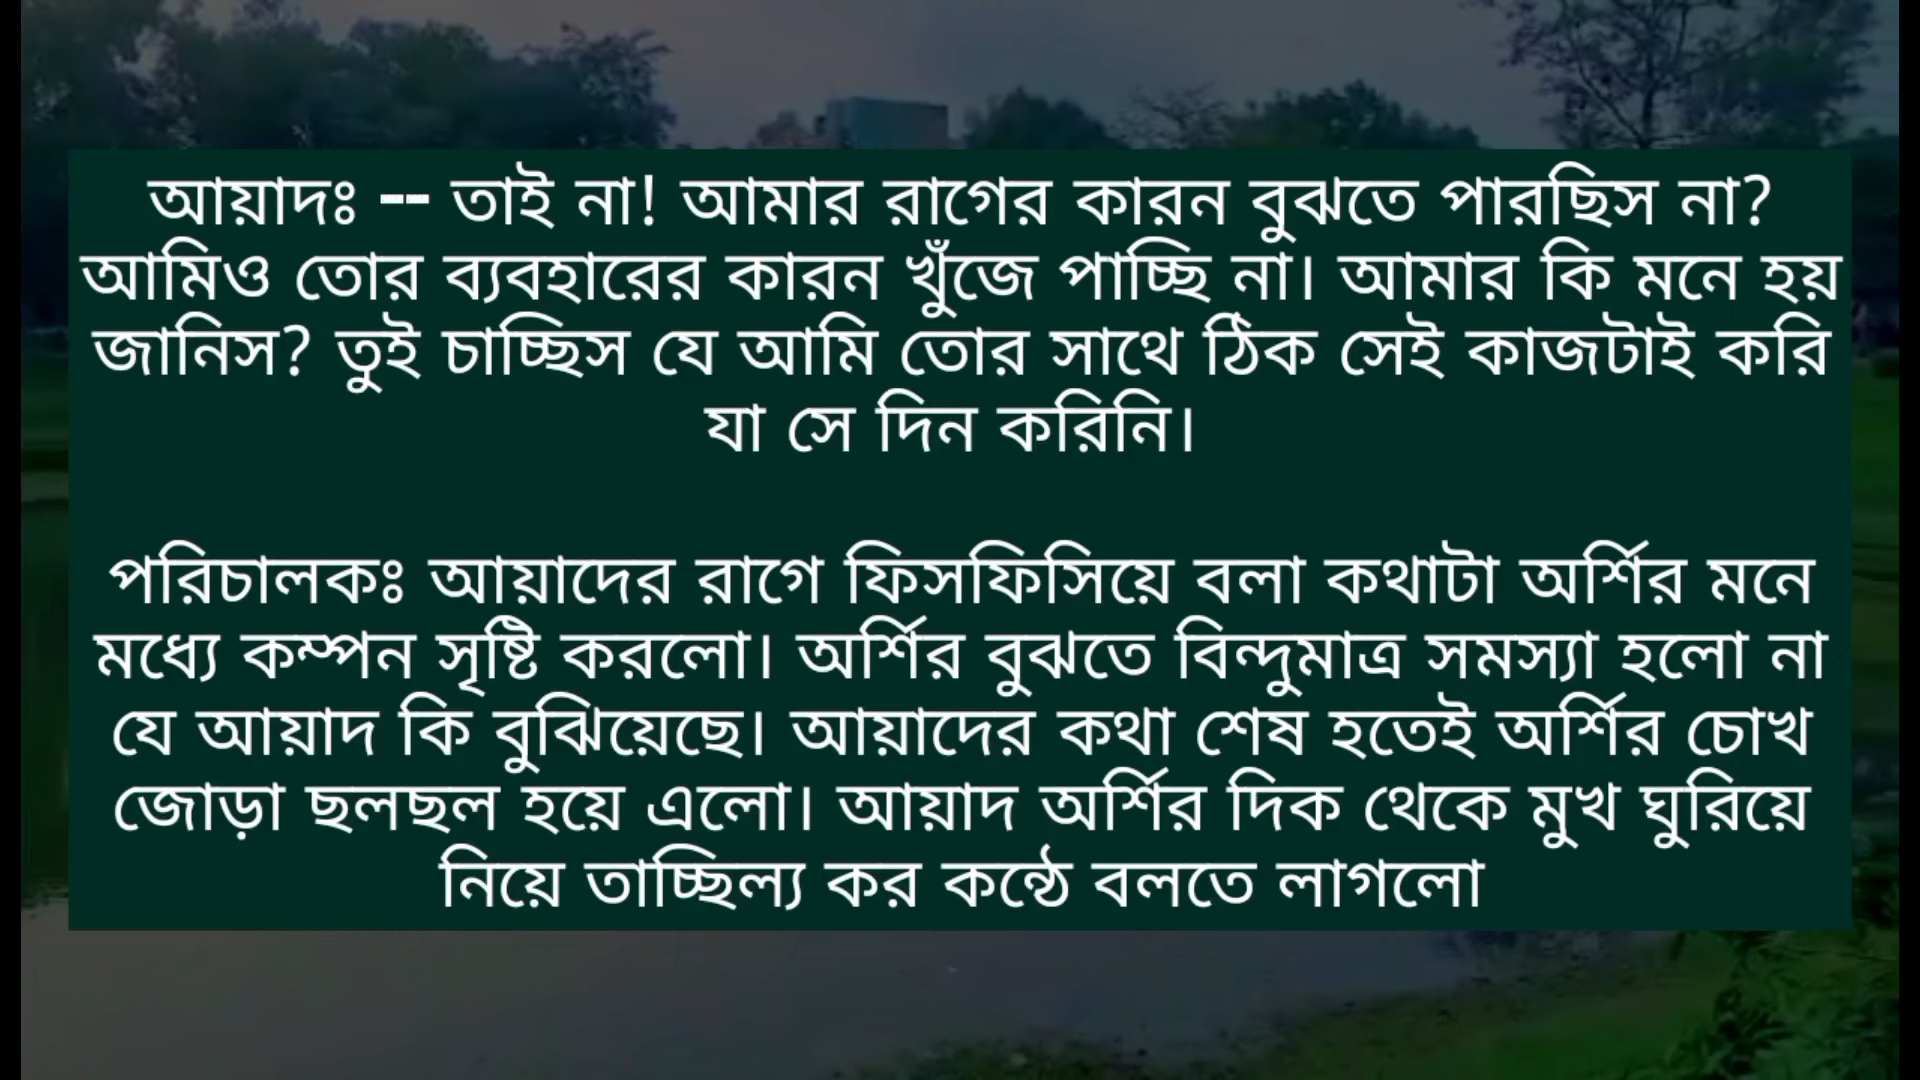 আয়াদঃ -- তাই না! আমার রাগের কারন বুঝতে পারছিস না?
আমিও তোর ব্যবহারের কারন খুঁজে পাচ্ছি না। আমার কি মনে হয়
জানিস? তুই চাচ্ছিস যে আমি তোর সাথে ঠিক সেই কাজটাই করি
যা সে দিন করিনি।
পরিচালকঃ আয়াদের রাগে ফিসফিসিয়ে বলা কথাটা অর্শির মনে
মধ্যে কম্পন সৃষ্টি করলো। অর্শির বুঝতে বিন্দুমাত্র সমস্যা হলো না
যে আয়াদ কি বুঝিয়েছে। আয়াদের কথা শেষ হতেই অর্শির চোখ
জোড়া ছলছল হয়ে এলো। আয়াদ অর্শির দিক থেকে মুখ ঘুরিয়ে
নিয়ে তাচ্ছিল্য কর কন্ঠে বলতে লাগলো